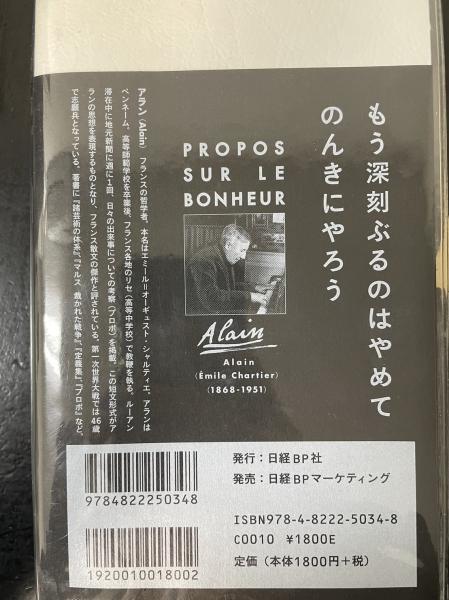 もう深刻ぶるのはやめて
のんきにやろう
PROPOS
SUR LE
BONHEUR
Alain
Alain
(Émile Chartier)
(1868-1951)
アラン(Alain) フランスの哲学者。本名はエミール=オーギュスト・シャルティエ。アランは
ペンネーム。高等師範学校を卒業後、フランス各地のリセ(高等中学校)で教鞭を執る。ルーアン
滞在中に地元新聞に週に1回、日々の出来事についての考察(プロポ)を掲載。この短文形式がア
ランの思想を表現するものとなり、フランス散文の傑作と評されている。第一次世界大戦では46歳
で志願兵となっている。著書に『諸芸術の体系』、『マルス 裁かれた戦争』、『定義集』、『プロポ』など。
9784822250348
1920010018002
発行：日経BP社
発売：日経BPマーケティング
ISBN978-4-8222-5034-8
C0010 ¥1800E
定価（本体1800円+税）